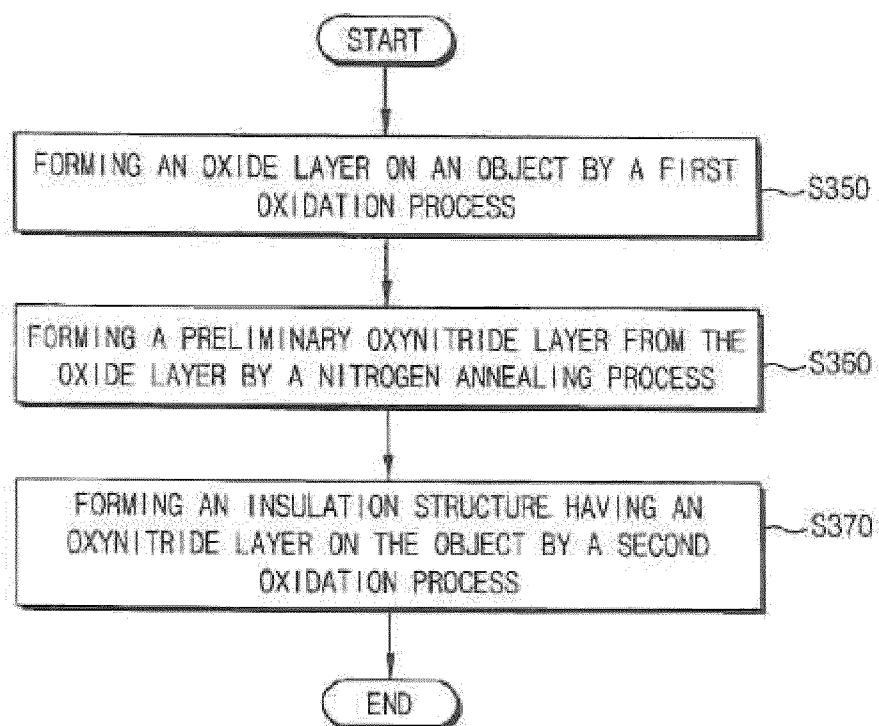 START
FORMING AN OXIDE LAYER ON AN OBJECT BY A FIRST
OXIDATION PROCESS
S350
FORMING A PRELIMINARY OXYNITRIDE LAYER FROM THE
OXIDE LAYER BY A NITROGEN ANNEALING PROCESS
S360
FORMING AN INSULATION STRUCTURE HAVING AN
OXYNITRIDE LAYER ON THE OBJECT BY A SECOND
OXIDATION PROCESS
S370
END